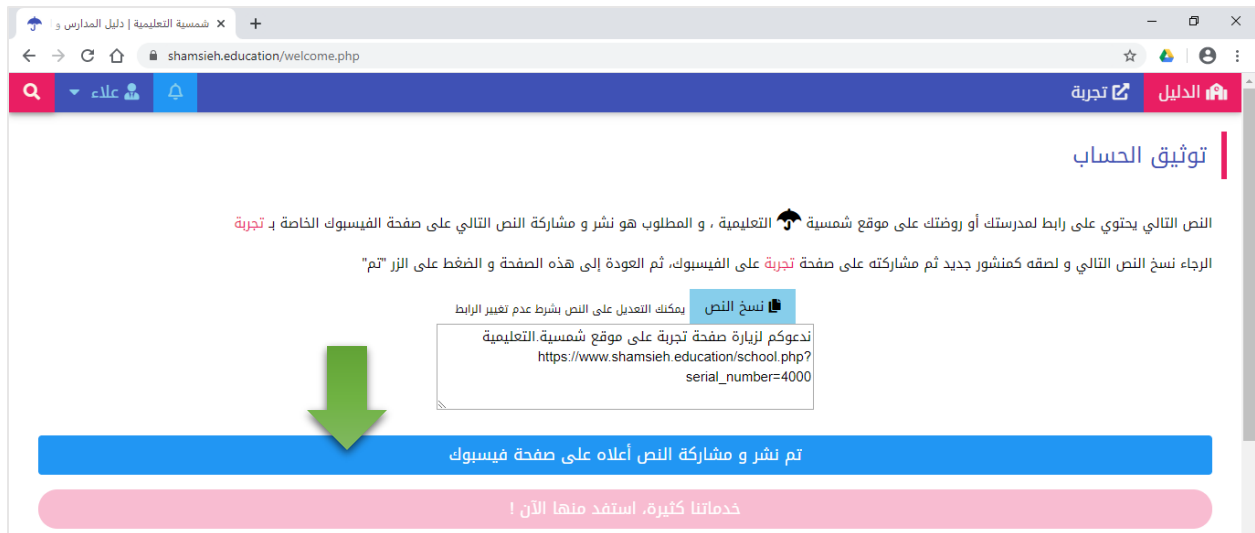 شمسية التعليمية | دليل المدارس و ا
shamsieh.education/welcome.php
الدليل
تجربة
علاء
توثيق الحساب
النص التالي يحتوي على رابط لمدرستك أو روضتك على موقع شمسية التعليمية ، و المطلوب هو نشر و مشاركة النص التالي على صفحة الفيسبوك الخاصة بـ تجربة
الرجاء نسخ النص التالي و لصقه كمنشور جديد ثم مشاركته على صفحة تجربة على الفيسبوك، ثم العودة إلى هذه الصفحة و الضغط على الزر "تم"
نسخ النص يمكنك التعديل على النص بشرط عدم تغيير الرابط
ندعوكم لزيارة صفحة تجربة على موقع شمسية.التعليمية
https://www.shamsieh.education/school.php?
serial_number=4000
تم نشر و مشاركة النص أعلاه على صفحة فيسبوك
خدماتنا كثيرة، استفد منها الآن !